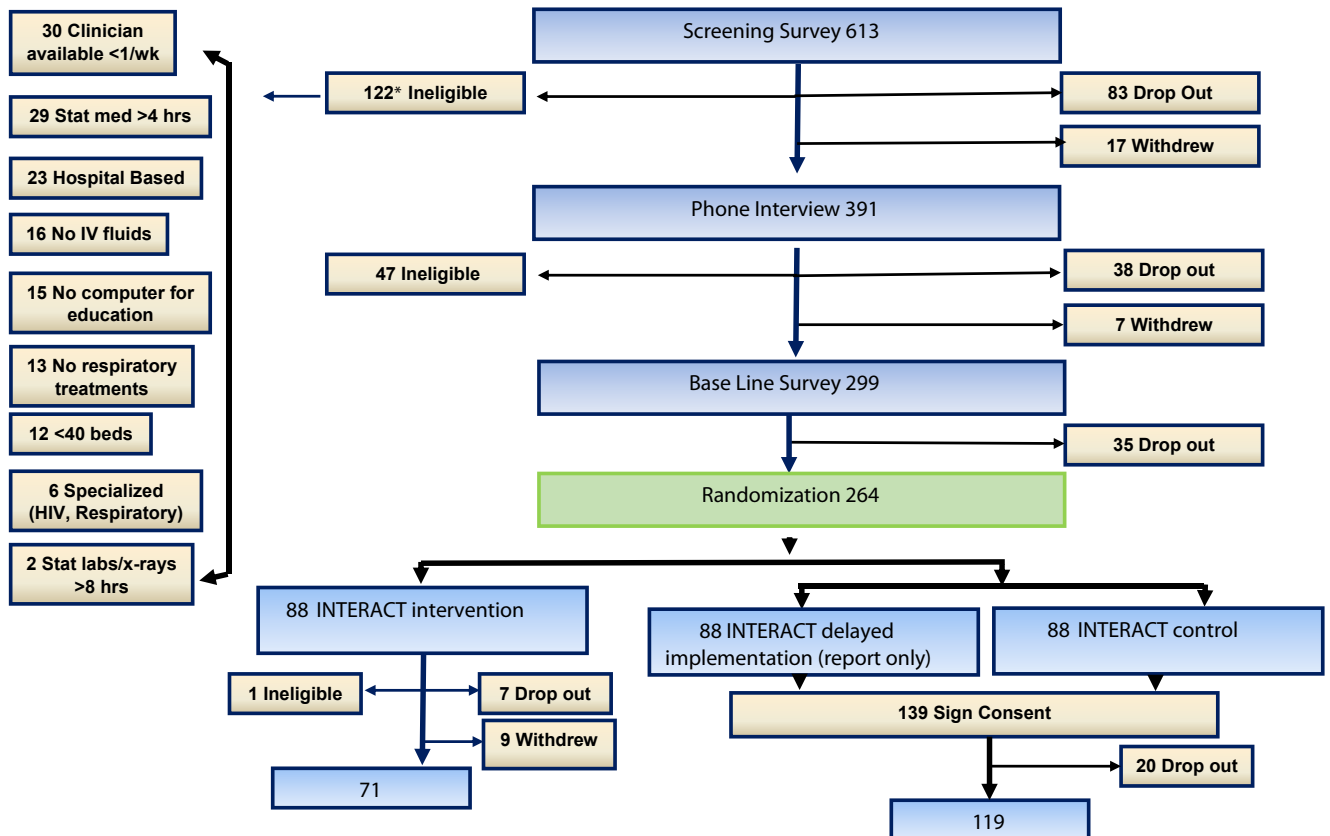 30 Clinician
available <1/wk
29 Stat med >4 hrs
23 Hospital Based
16 No IV fluids
15 No computer for
education
13 No respiratory
treatments
12 <40 beds
6 Specialized
(HIV, Respiratory)
2 Stat labs/x-rays
>8 hrs
Screening Survey 613
122* Ineligible
83 Drop Out
17 Withdrew
Phone Interview 391
47 Ineligible
38 Drop out
7 Withdrew
Base Line Survey 299
35 Drop out
Randomization 264
88 INTERACT intervention
88 INTERACT delayed
implementation (report only)
88 INTERACT control
1 Ineligible
7 Drop out
9 Withdrew
71
139 Sign Consent
20 Drop out
119